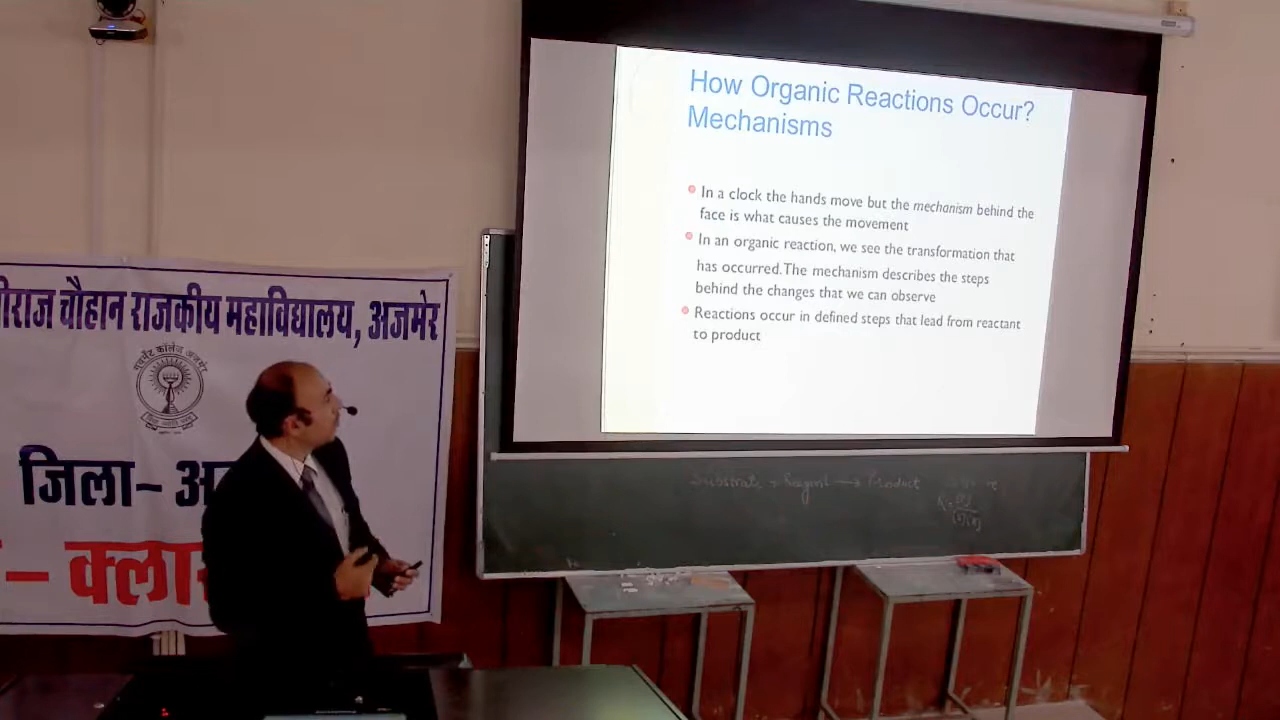 How Organic Reactions Occur?
Mechanisms
In a clock the hands move but the mechanism behind the
face is what causes the movement
In an organic reaction, we see the transformation that
has occurred. The mechanism describes the steps
behind the changes that we can observe
Reactions occur in defined steps that lead from reactant
to product
चौहान राजकीय महाविद्यालय, अजमेर
गवर्नमेंट कॉलेज अजमेर
जिला–
Substrate + Reagent → Product